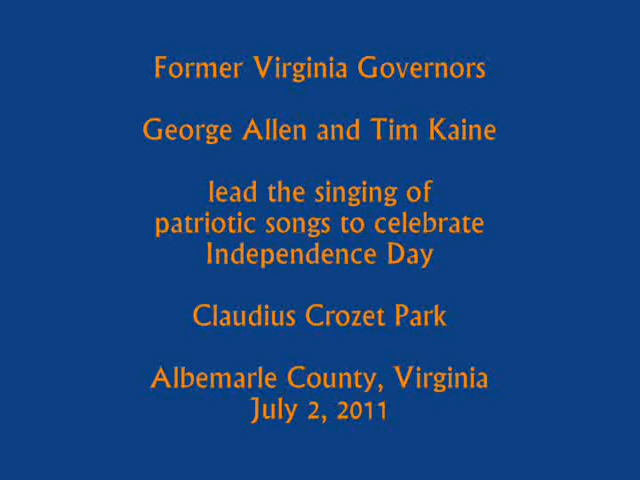 Former Virginia Governors
George Allen and Tim Kaine
lead the singing of
patriotic songs to celebrate
Independence Day
Claudius Crozet Park
Albemarle County, Virginia
July 2, 2011